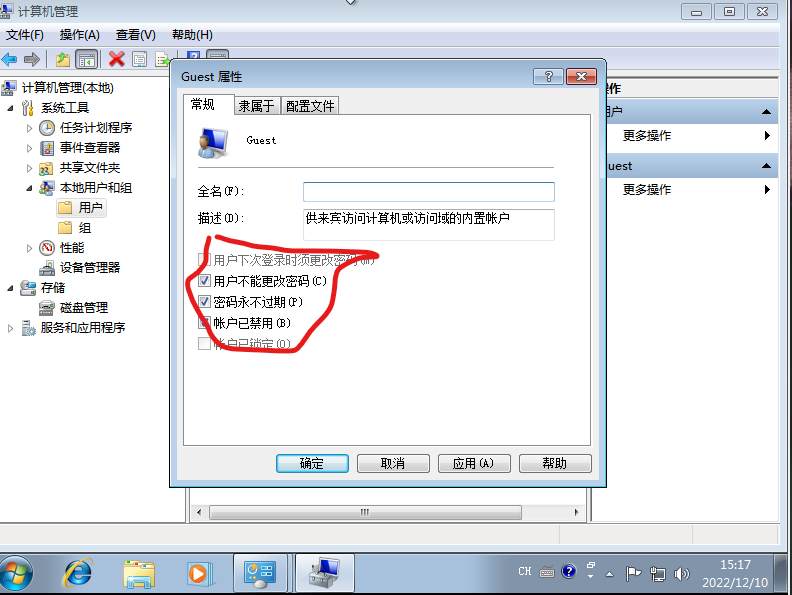 计算机管理
文件(F) 操作(A) 查看(V) 帮助(H)
计算机管理(本地)
系统工具
任务计划程序
事件查看器
共享文件夹
本地用户和组
用户
组
性能
设备管理器
存储
磁盘管理
服务和应用程序
Guest 属性
常规 隶属于 配置文件
Guest
全名(F):
描述(D): 供来宾访问计算机或访问域的内置帐户
用户下次登录时须更改密码(M)
用户不能更改密码(C)
密码永不过期(P)
帐户已禁用(B)
帐户已锁定(O)
确定 取消 应用(A) 帮助
作
户
更多操作
uest
更多操作
CH
15:17
2022/12/10